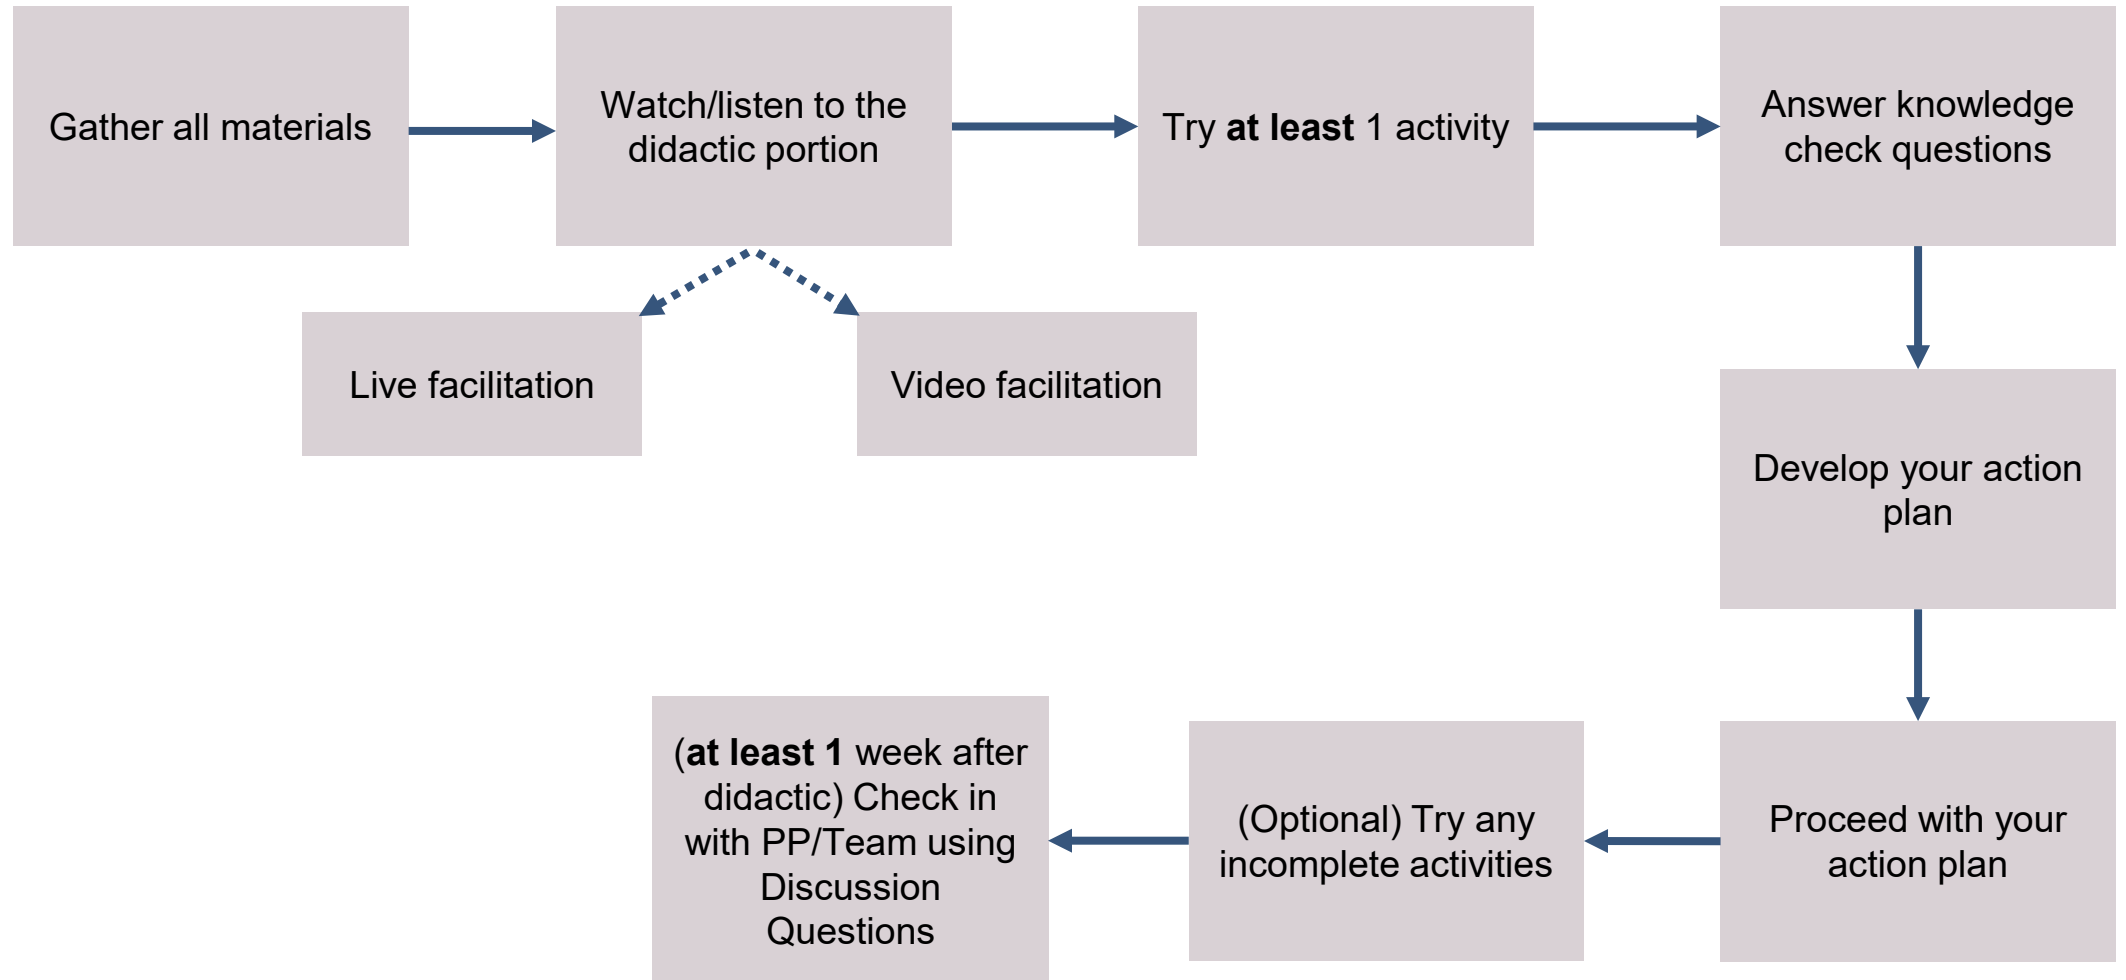 Gather all materials
Watch/listen to the
didactic portion
Try at least 1 activity
Answer knowledge
check questions
Live facilitation
Video facilitation
Develop your action
plan
Proceed with your
action plan
(Optional) Try any
incomplete activities
(at least 1 week after
didactic) Check in
with PP/Team using
Discussion
Questions